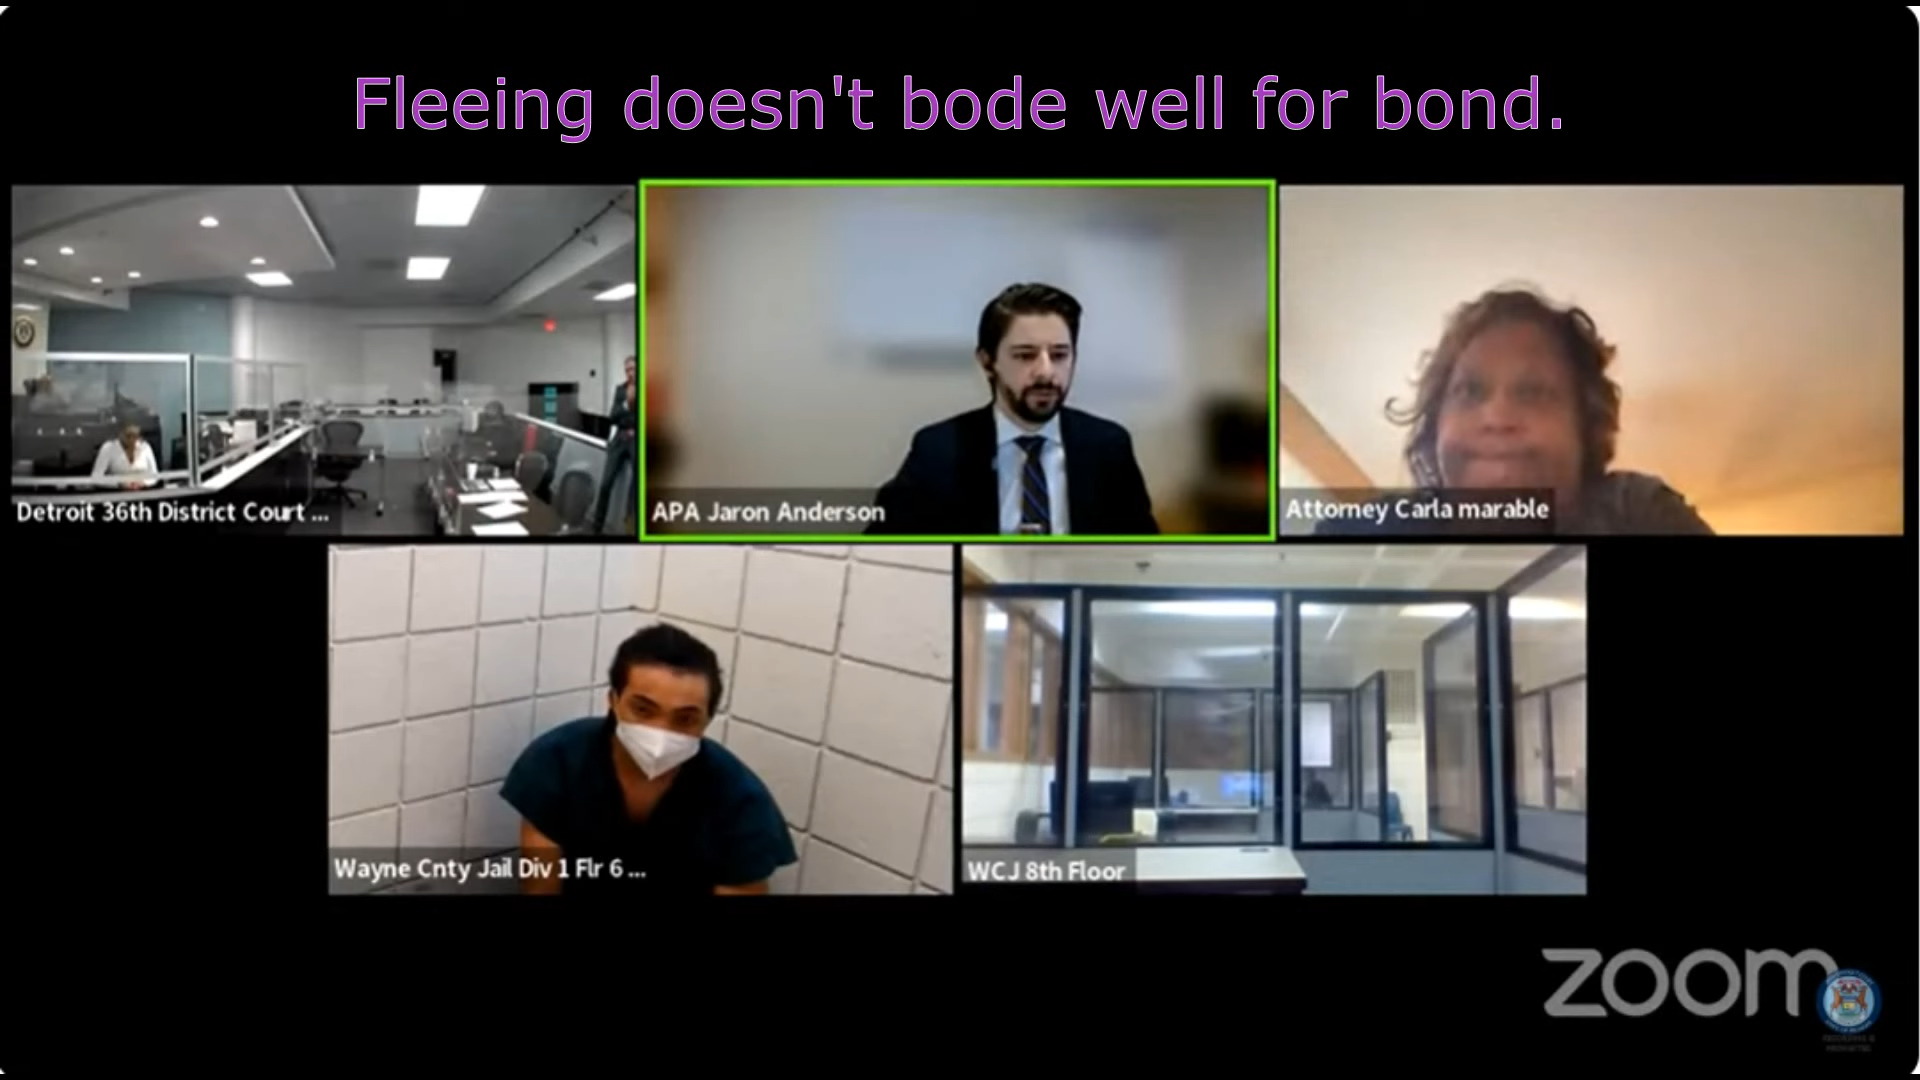 Fleeing doesn't bode well for bond.
Detroit 36th District Court ...
APA Jaron Anderson
Attorney Carla marable
Wayne Cnty Jail Div 1 Flr 6 ...
WCJ 8th Floor
zoom